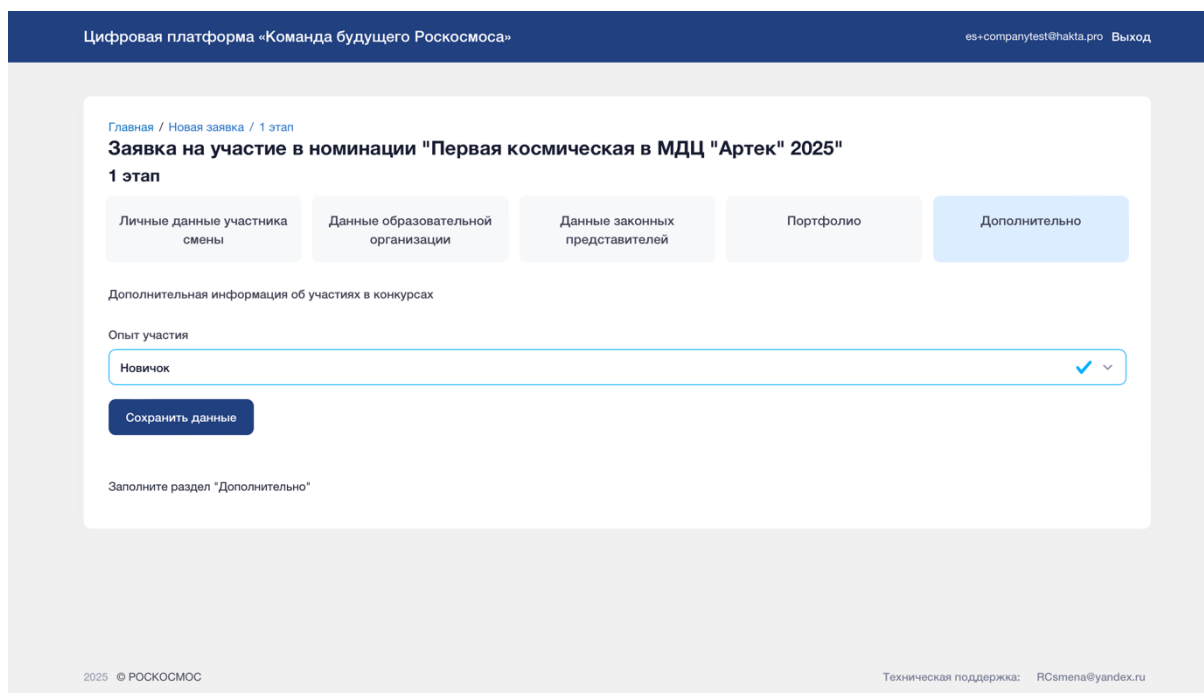 Цифровая платформа «Команда будущего Роскосмоса»
es+companytest@hakta.pro Выход
Главная / Новая заявка / 1 этап
Заявка на участие в номинации "Первая космическая в МДЦ "Артек" 2025"
1 этап
Личные данные участника
смены
Данные образовательной
организации
Данные законных
представителей
Портфолио
Дополнительно
Дополнительная информация об участиях в конкурсах
Опыт участия
Новичок
Сохранить данные
Заполните раздел "Дополнительно"
2025 © РОСКОСМОС
Техническая поддержка: RCsmena@yandex.ru